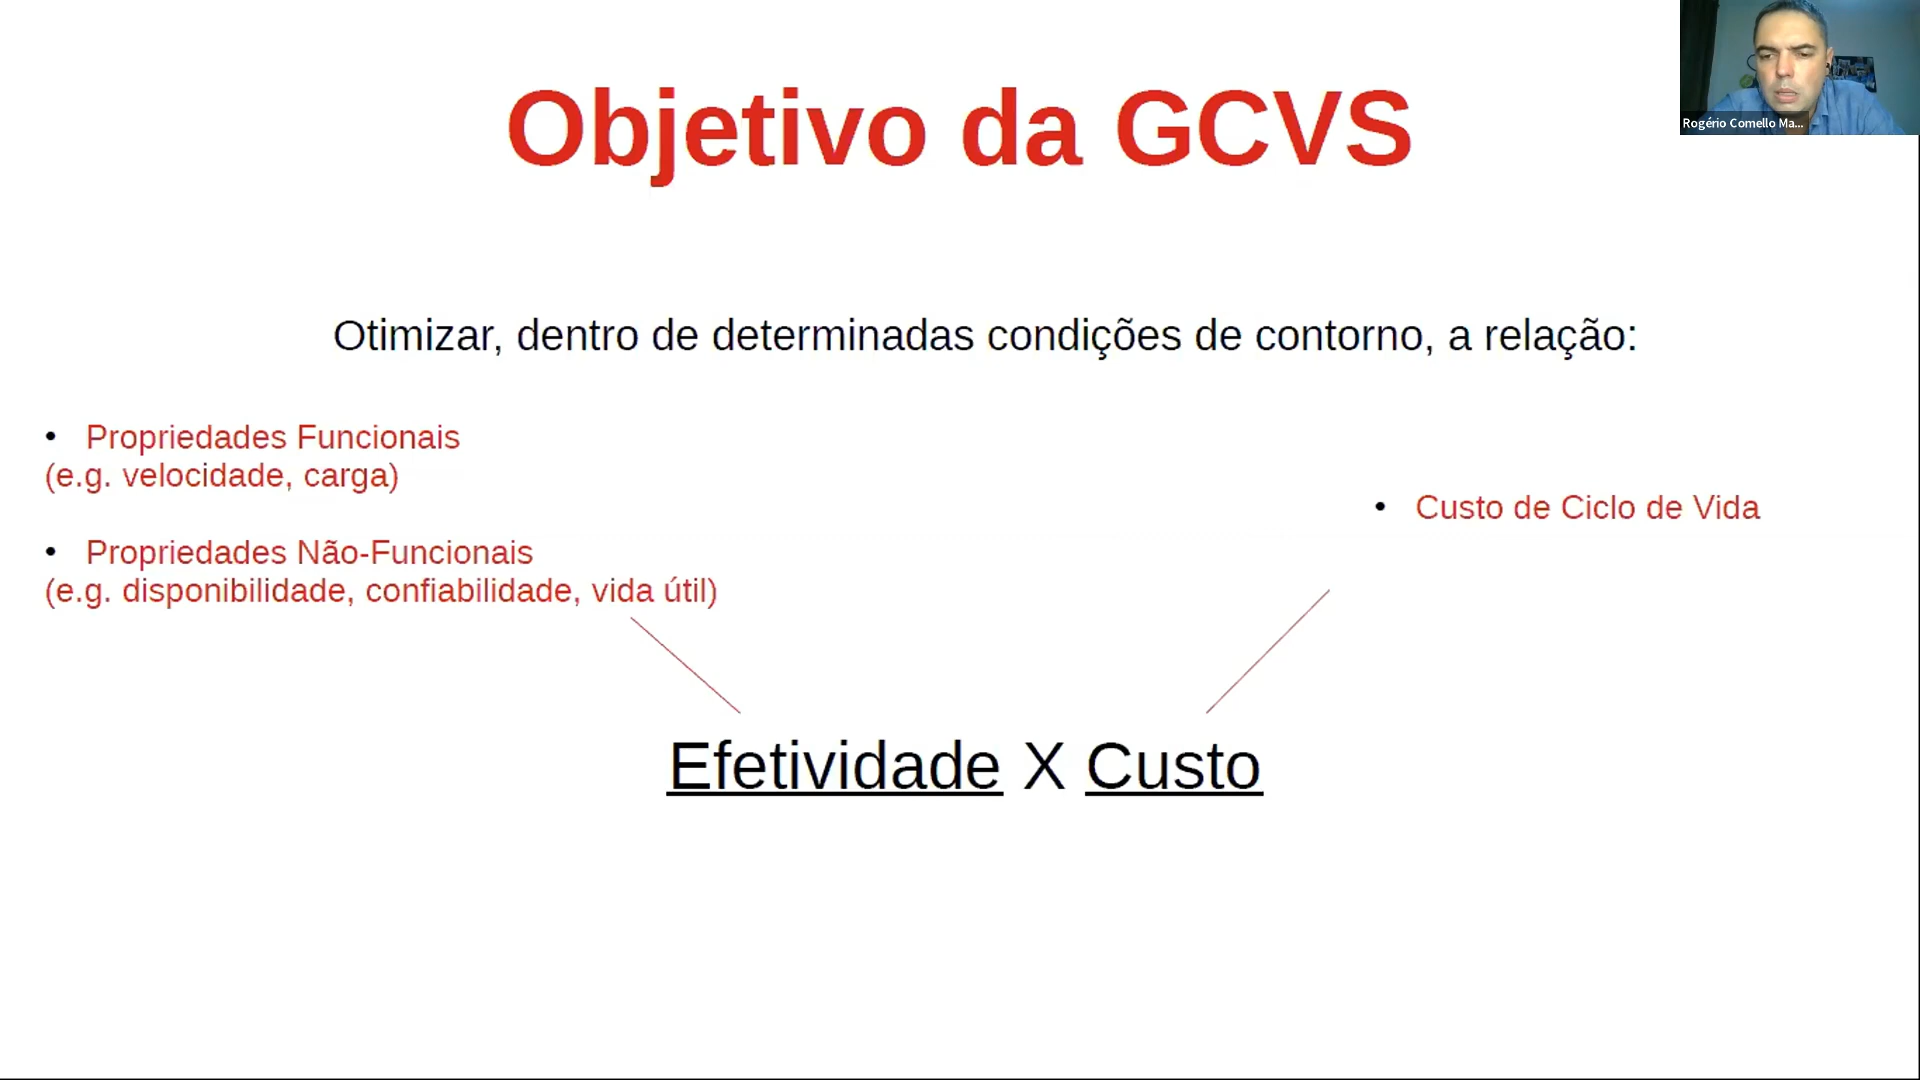 Objetivo da GCVS
Rogério Comello Ma...
Otimizar, dentro de determinadas condições de contorno, a relação:
• Propriedades Funcionais
(e.g. velocidade, carga)
• Propriedades Não-Funcionais
(e.g. disponibilidade, confiabilidade, vida útil)
• Custo de Ciclo de Vida
Efetividade X Custo